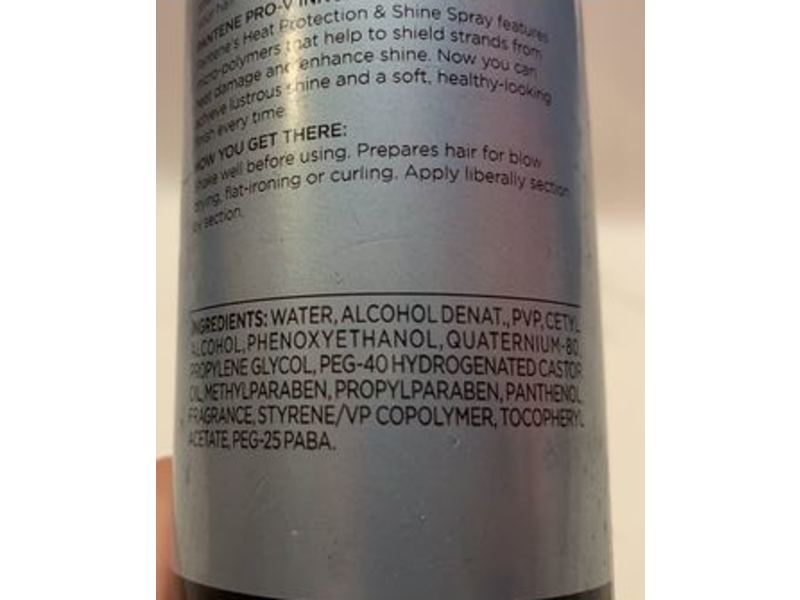 your hair
PANTENE PRO-V
Pantene's Heat Protection & Shine Spray features
micro-polymers that help to shield strands from
heat damage and enhance shine. Now you can
achieve lustrous shine and a soft, healthy-looking
finish every time.
HOW YOU GET THERE:
Shake well before using. Prepares hair for blow
drying, flat-ironing or curling. Apply liberally section
by section.
INGREDIENTS: WATER, ALCOHOL DENAT., PVP, CETYL
ALCOHOL, PHENOXYETHANOL, QUATERNIUM-80,
PROPYLENE GLYCOL, PEG-40 HYDROGENATED CASTOR
OIL, METHYLPARABEN, PROPYLPARABEN, PANTHENOL,
FRAGRANCE, STYRENE/VP COPOLYMER, TOCOPHERYL
ACETATE, PEG-25 PABA.